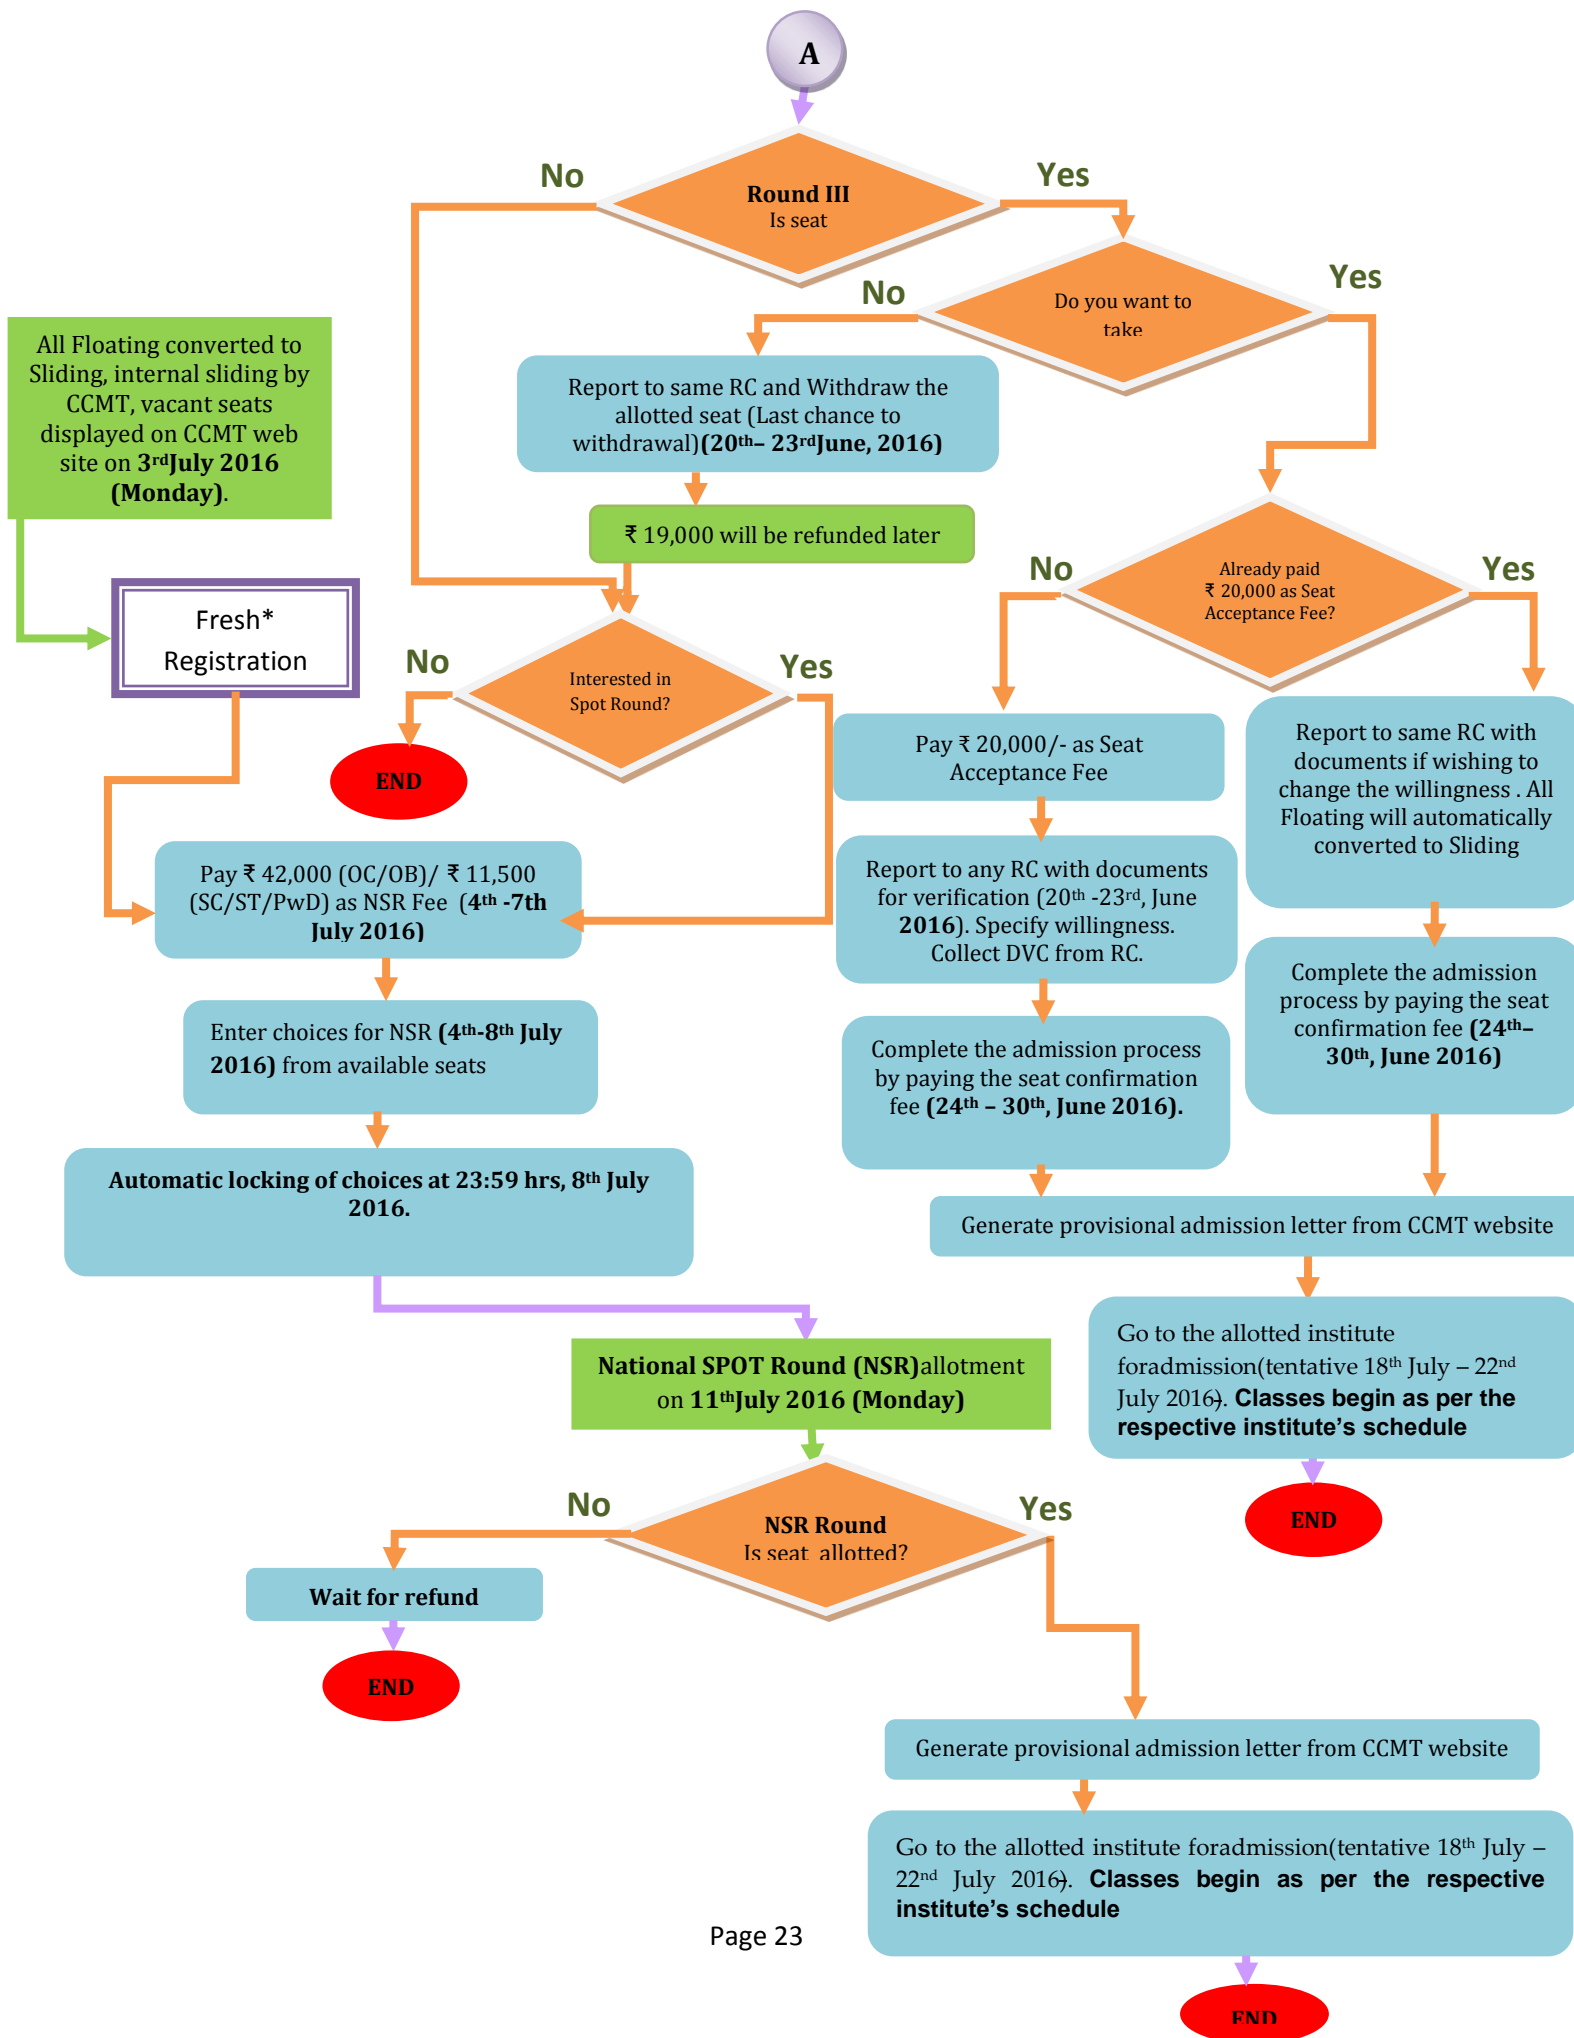 A
No
Yes
Round III
Is seat
No
Yes
Do you want to
take
All Floating converted to
Sliding, internal sliding by
CCMT, vacant seats
displayed on CCMT web
site on 3rdJuly 2016
(Monday).
Report to same RC and Withdraw the
allotted seat (Last chance to
withdrawal)(20th– 23rdJune, 2016)
₹ 19,000 will be refunded later
No
Yes
Already paid
₹ 20,000 as Seat
Acceptance Fee?
Fresh*
Registration
No
Yes
Interested in
Spot Round?
END
Pay ₹ 20,000/- as Seat
Acceptance Fee
Report to same RC with
documents if wishing to
change the willingness . All
Floating will automatically
converted to Sliding
Pay ₹ 42,000 (OC/OB)/ ₹ 11,500
(SC/ST/PwD) as NSR Fee (4th -7th
July 2016)
Report to any RC with documents
for verification (20th -23rd, June
2016). Specify willingness.
Collect DVC from RC.
Complete the admission
process by paying the seat
confirmation fee (24th–
30th, June 2016)
Enter choices for NSR (4th-8th July
2016) from available seats
Complete the admission process
by paying the seat confirmation
fee (24th – 30th, June 2016).
Automatic locking of choices at 23:59 hrs, 8th July
2016.
Generate provisional admission letter from CCMT website
Go to the allotted institute
foradmission(tentative 18th July – 22nd
July 2016). Classes begin as per the
respective institute’s schedule
END
National SPOT Round (NSR)allotment
on 11thJuly 2016 (Monday)
No
Yes
NSR Round
Is seat allotted?
Wait for refund
END
Generate provisional admission letter from CCMT website
Go to the allotted institute foradmission(tentative 18th July –
22nd July 2016). Classes begin as per the respective
institute’s schedule
Page 23
END